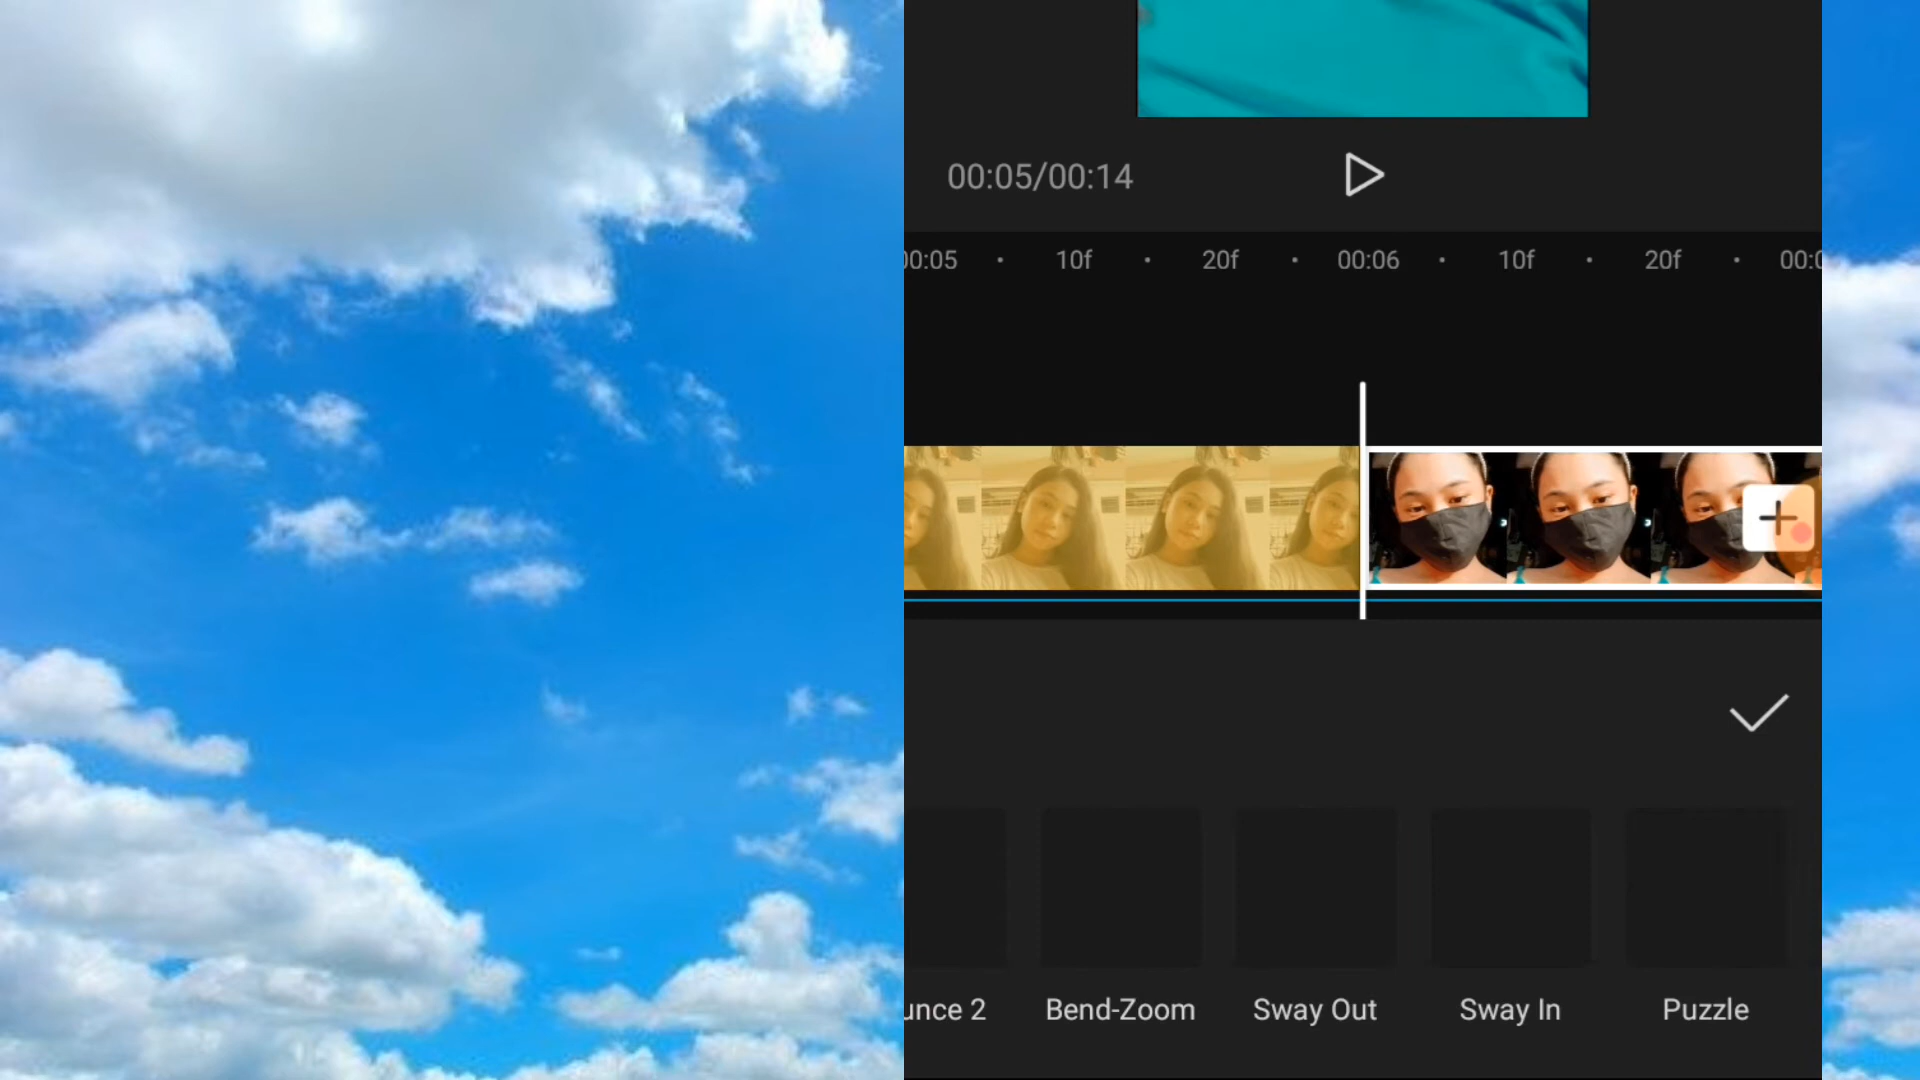 00:05/00:14
00:05 10f 20f 00:06 10f 20f
unce 2 Bend-Zoom Sway Out Sway In Puzzle